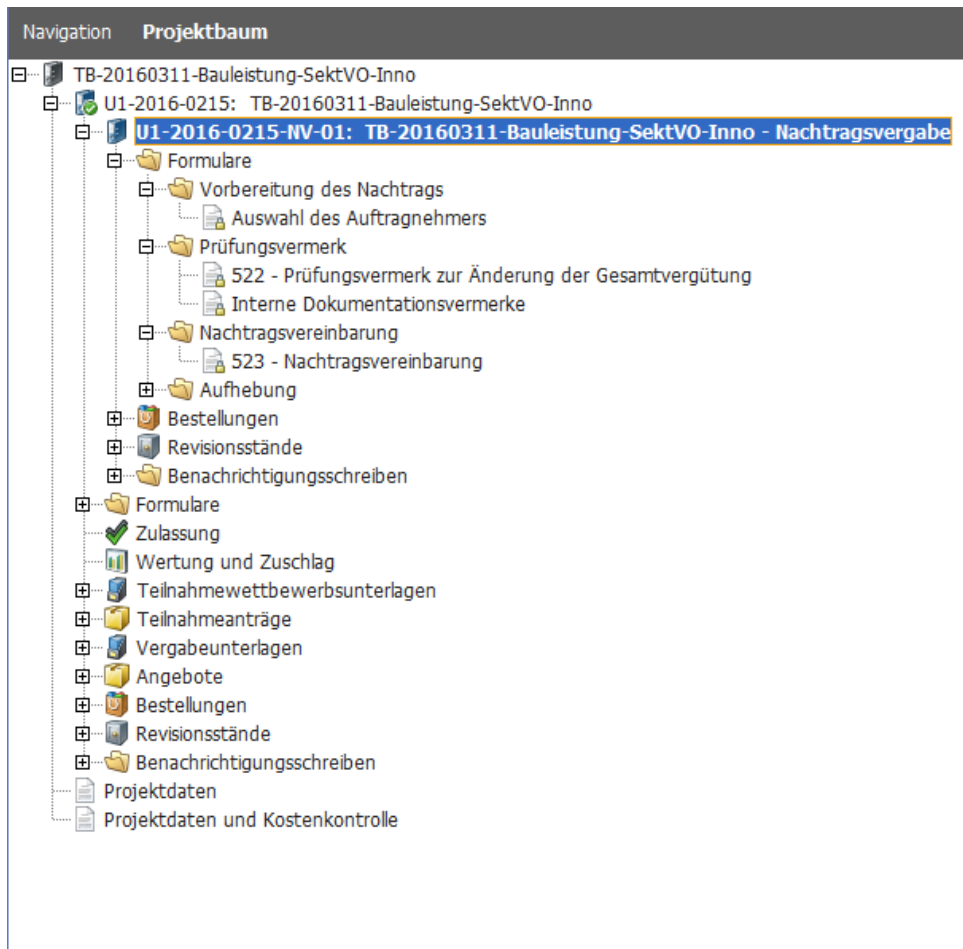 Navigation Projektbaum
TB-20160311-Bauleistung-SektVO-Inno
U1-2016-0215: TB-20160311-Bauleistung-SektVO-Inno
U1-2016-0215-NV-01: TB-20160311-Bauleistung-SektVO-Inno - Nachtragsvergabe
Formulare
Vorbereitung des Nachtrags
Auswahl des Auftragnehmers
Prüfungsvermerk
522 - Prüfungsvermerk zur Änderung der Gesamtvergütung
Interne Dokumentationsvermerke
Nachtragsvereinbarung
523 - Nachtragsvereinbarung
Aufhebung
Bestellungen
Revisionsstände
Benachrichtigungsschreiben
Formulare
Zulassung
Wertung und Zuschlag
Teilnahmewettbewerbsunterlagen
Teilnahmeanträge
Vergabeunterlagen
Angebote
Bestellungen
Revisionsstände
Benachrichtigungsschreiben
Projektdaten
Projektdaten und Kostenkontrolle